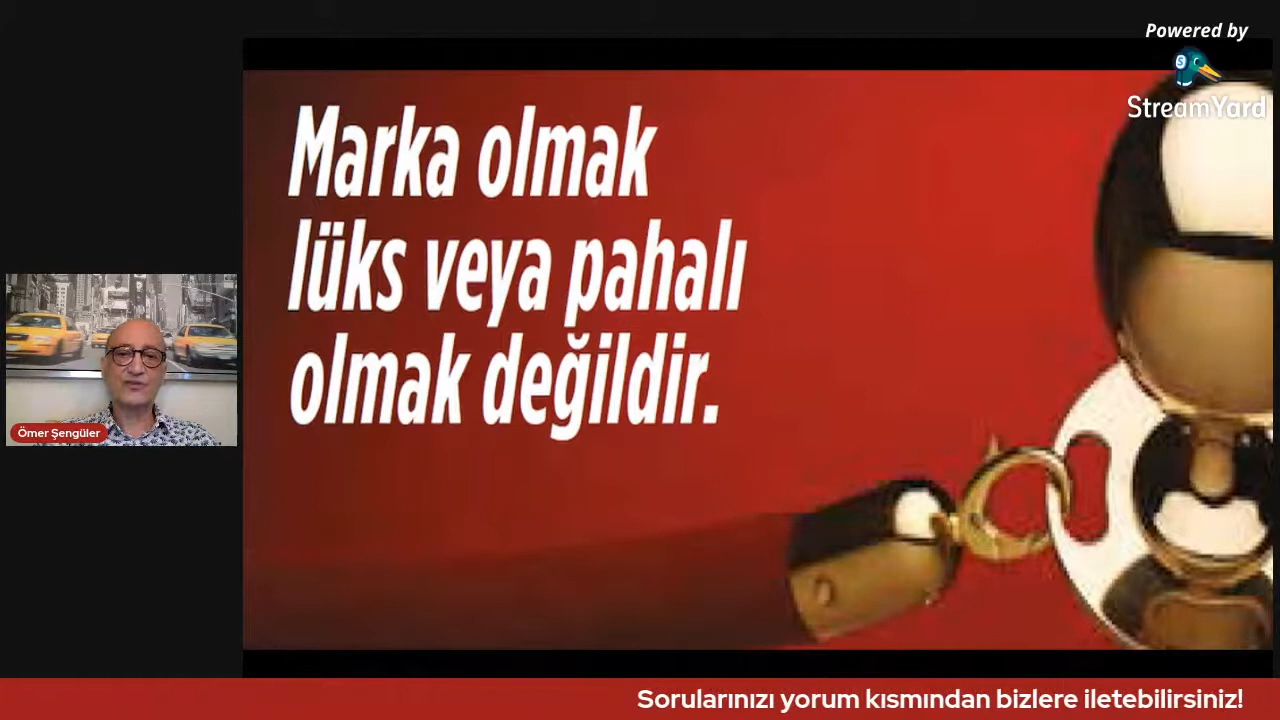 Powered by
StreamYard
Marka olmak
lüks veya pahalı
olmak değildir.
Ömer Şengüler
Sorularınızı yorum kısmından bizlere iletebilirsiniz!